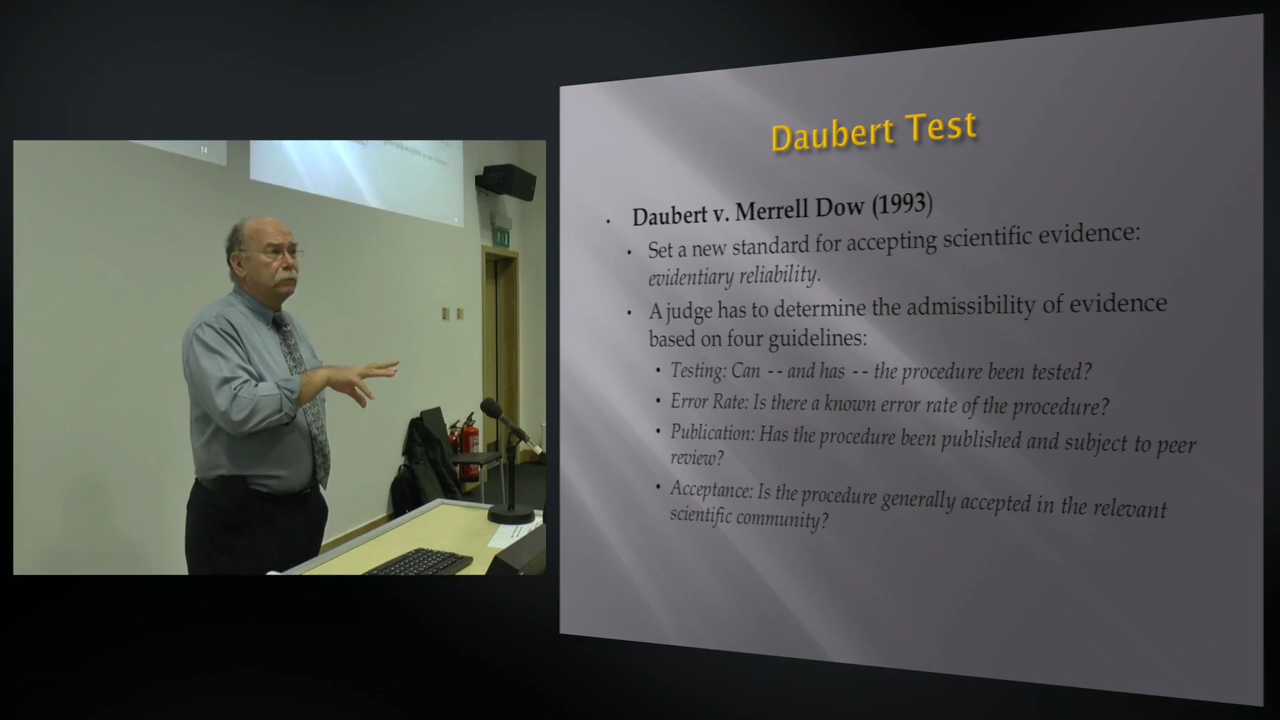 Daubert Test
· Daubert v. Merrell Dow (1993)
• Set a new standard for accepting scientific evidence:
evidentiary reliability.
• A judge has to determine the admissibility of evidence
based on four guidelines:
• Testing: Can -- and has -- the procedure been tested?
• Error Rate: Is there a known error rate of the procedure?
• Publication: Has the procedure been published and subject to peer
review?
• Acceptance: Is the procedure generally accepted in the relevant
scientific community?
14